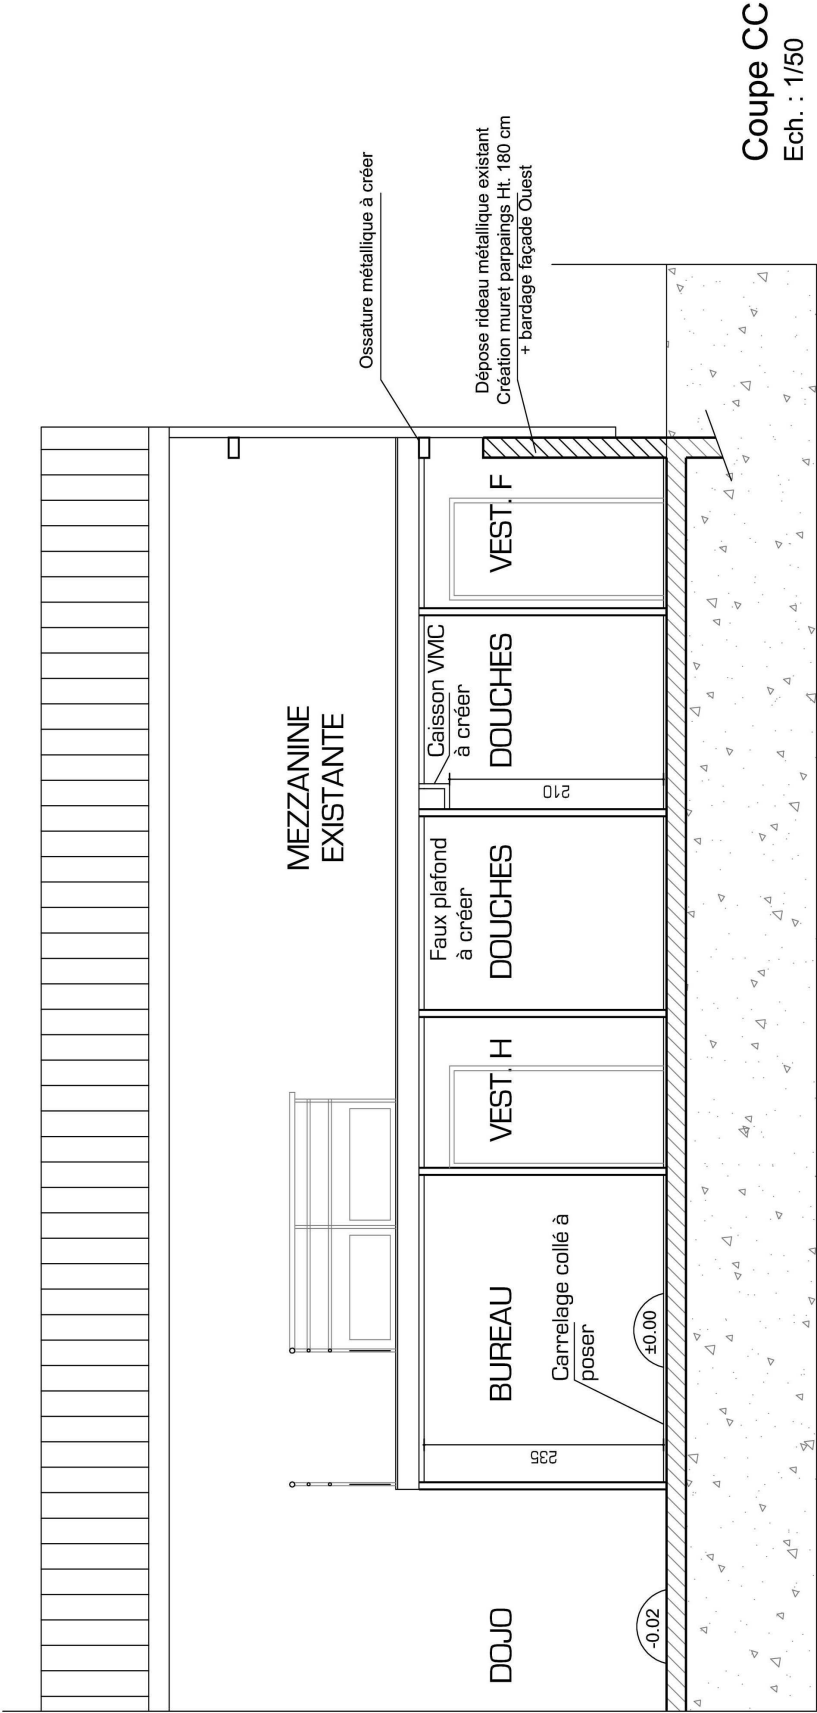 Ossature métallique à créer
Dépose rideau métallique existant
Création muret parpaings Ht. 180 cm
+ bardage façade Ouest
MEZZANINE
EXISTANTE
DOJO
-0.02
BUREAU
235
Carrelage collé à
poser
±0.00
VEST. H
Faux plafond
à créer
DOUCHES
Caisson VMC
à créer
DOUCHES
210
VEST. F
Coupe CC
Ech. : 1/50